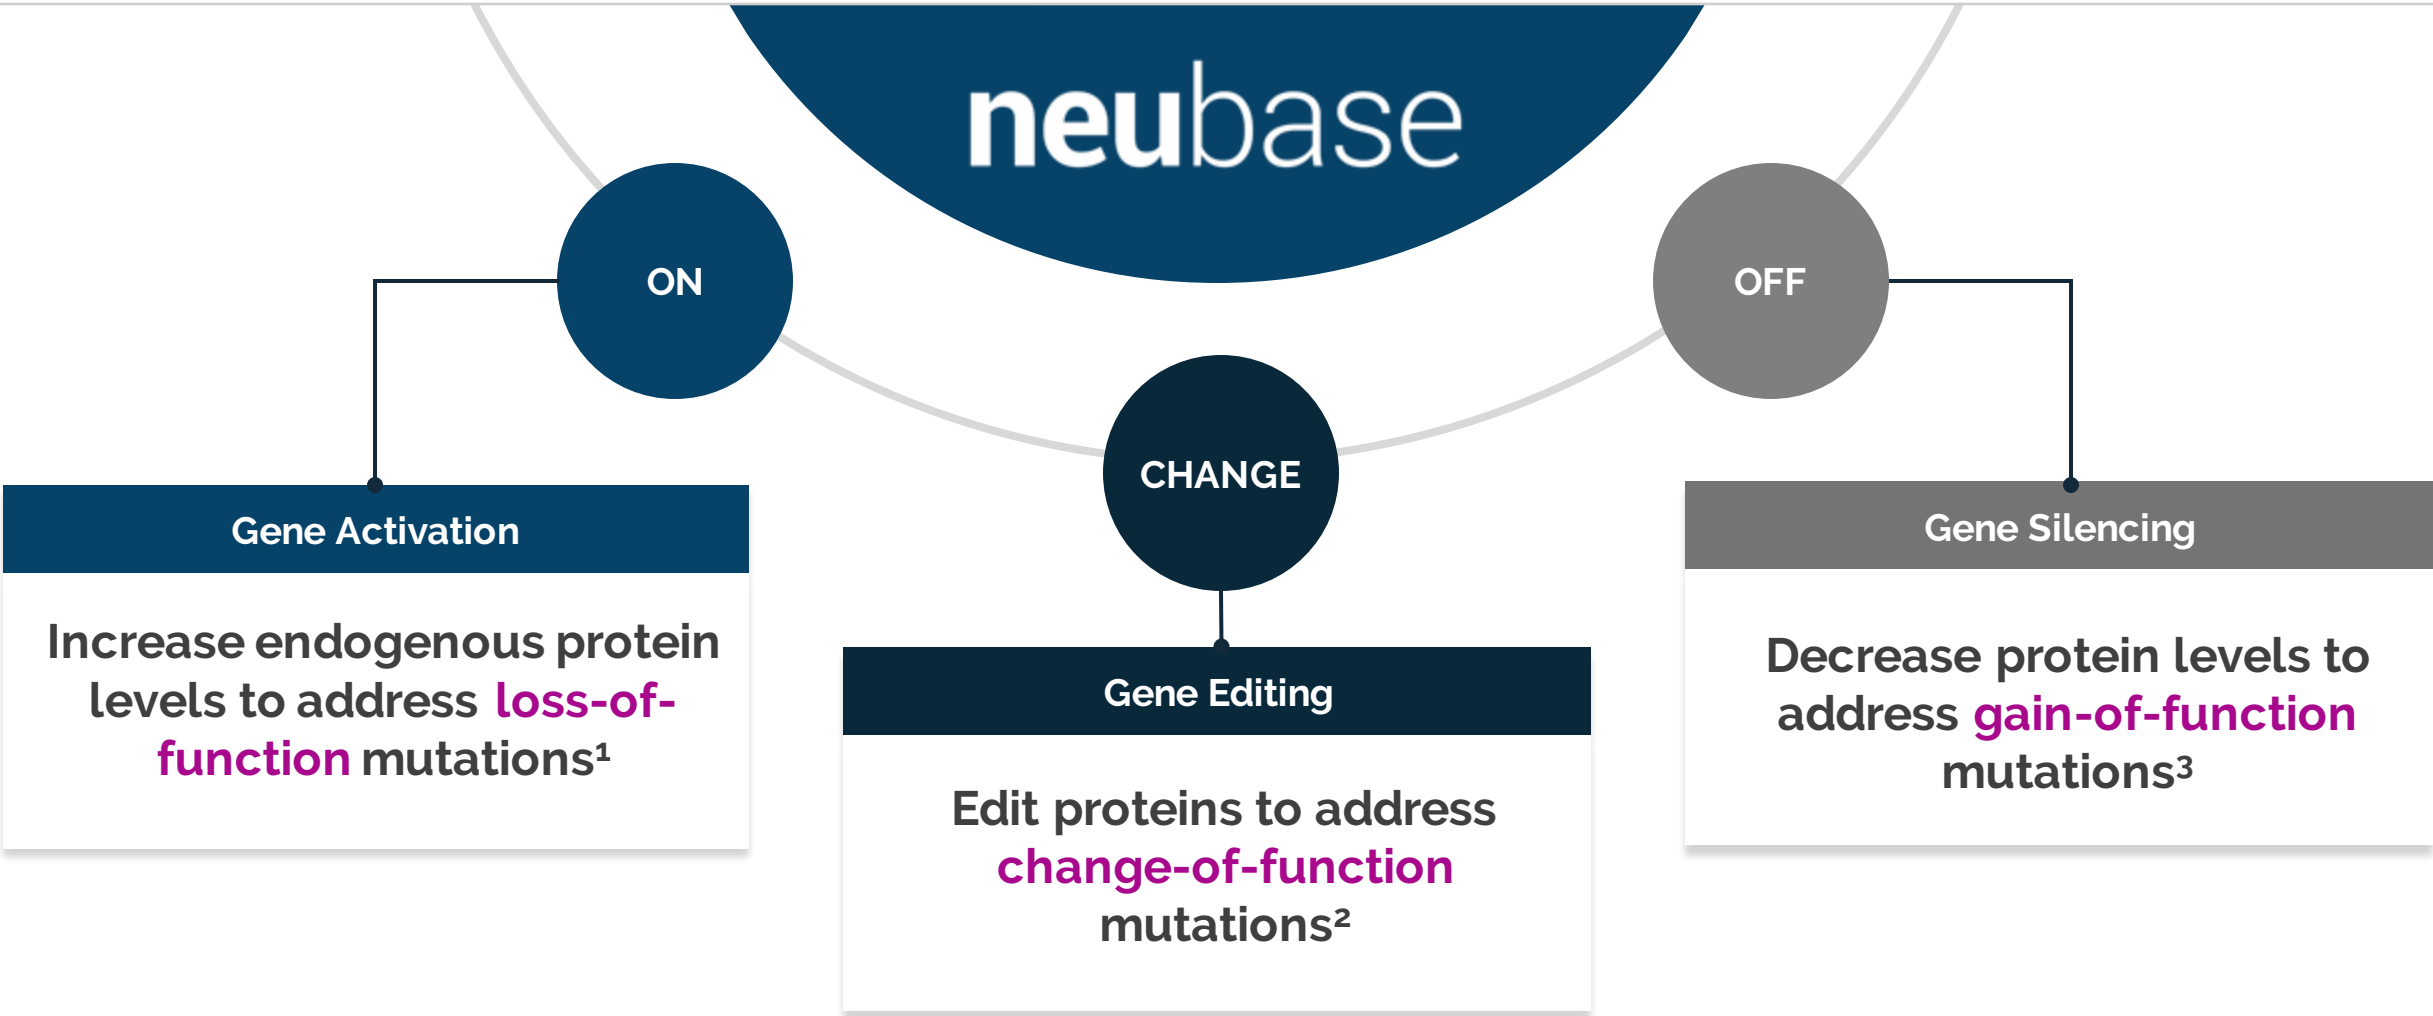 neubase
ON
OFF
CHANGE
Gene Activation
Increase endogenous protein
levels to address loss-of-
function mutations¹
Gene Editing
Edit proteins to address
change-of-function
mutations²
Gene Silencing
Decrease protein levels to
address gain-of-function
mutations³